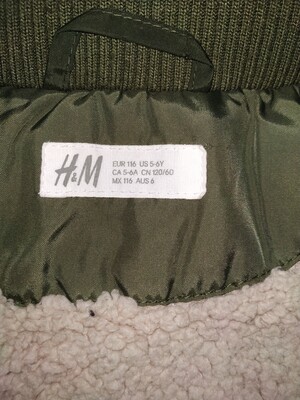 H&M
EUR 116 US 5-6Y
CA 5-6A CN 120/60
MX 116 AUS 6